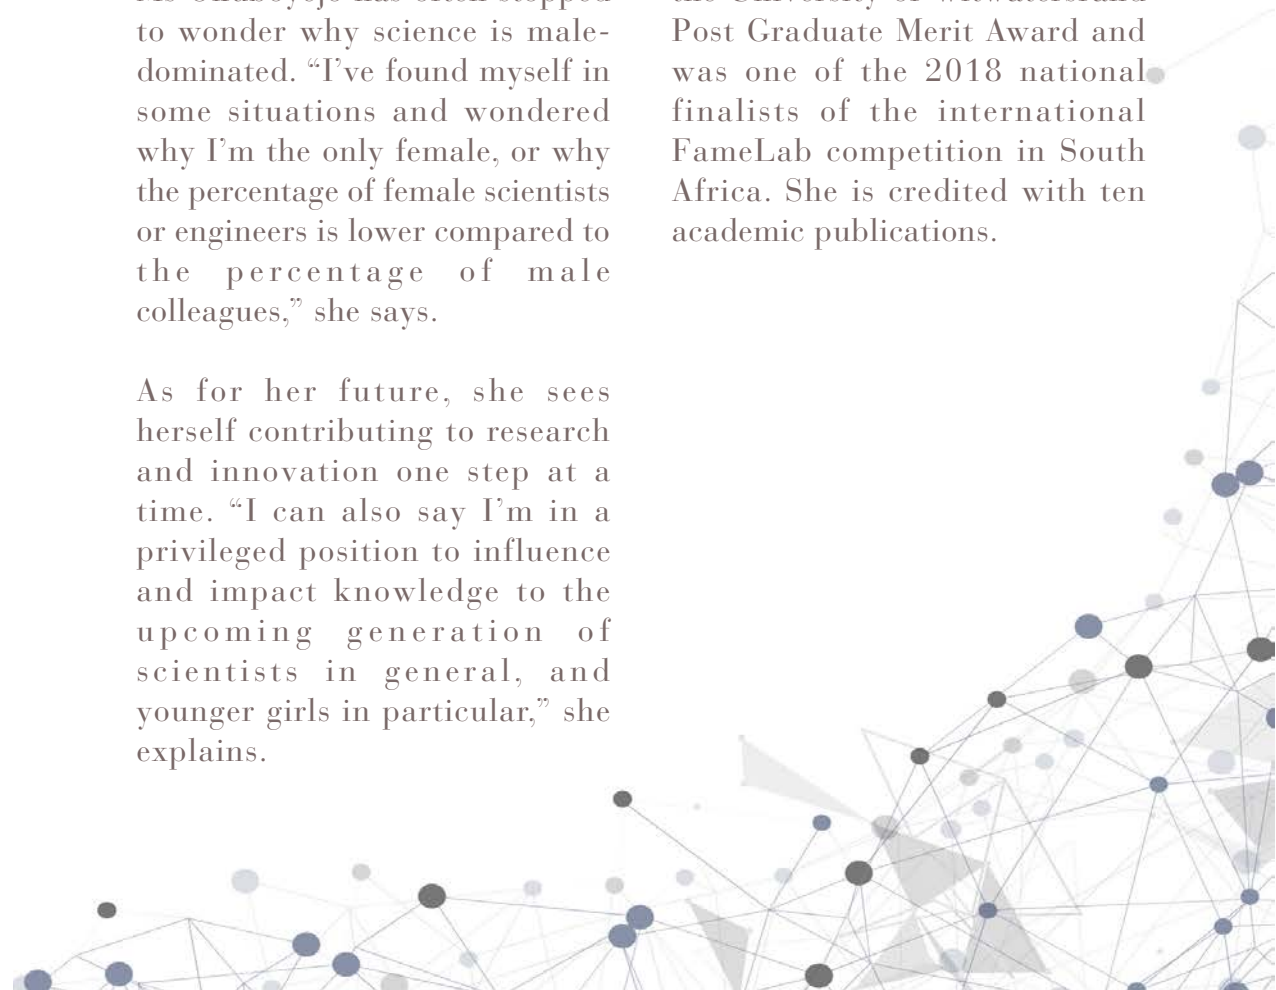 to wonder why science is male-
dominated. “I’ve found myself in
some situations and wondered
why I’m the only female, or why
the percentage of female scientists
or engineers is lower compared to
the percentage of male
colleagues,” she says.
As for her future, she sees
herself contributing to research
and innovation one step at a
time. “I can also say I’m in a
privileged position to influence
and impact knowledge to the
upcoming generation of
scientists in general, and
younger girls in particular,” she
explains.
Post Graduate Merit Award and
was one of the 2018 national
finalists of the international
FameLab competition in South
Africa. She is credited with ten
academic publications.